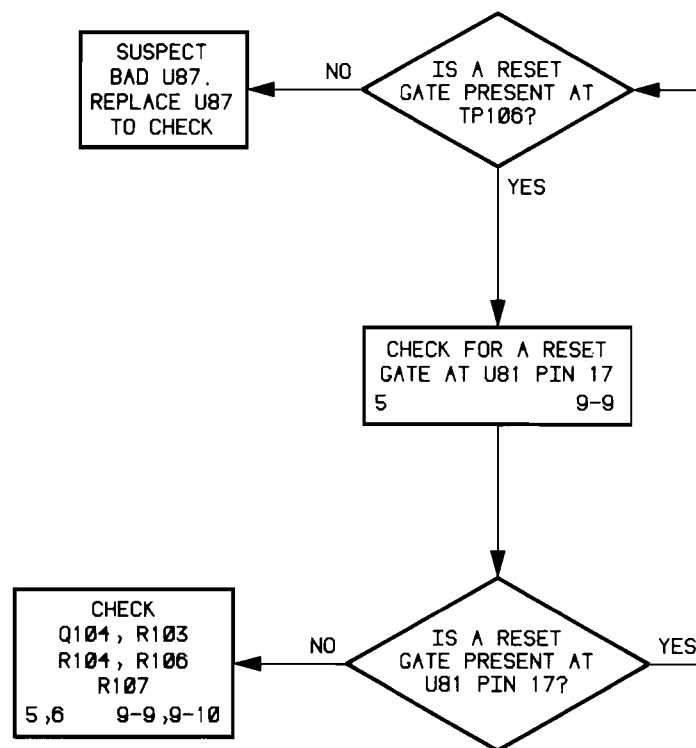 SUSPECT
BAD U87.
REPLACE U87
TO CHECK
NO
IS A RESET
GATE PRESENT AT
TP106?
YES
CHECK FOR A RESET
GATE AT U81 PIN 17
5 9-9
CHECK
Q104, R103
R104, R106
R107
5,6 9-9,9-10
NO
IS A RESET
GATE PRESENT AT
U81 PIN 17?
YES